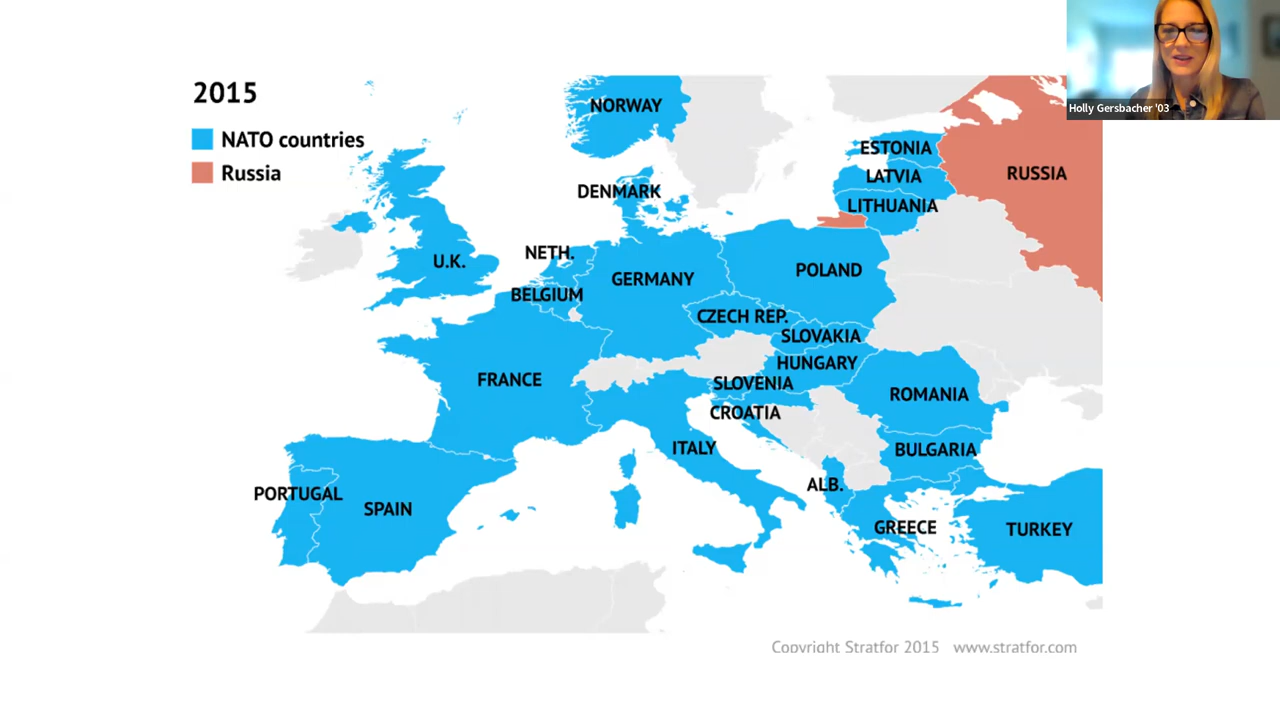 Holly Gersbacher '03
2015
NATO countries
Russia
NORWAY
ESTONIA
LATVIA
RUSSIA
DENMARK
LITHUANIA
NETH.
U.K.
GERMANY
POLAND
BELGIUM
CZECH REP.
SLOVAKIA
HUNGARY
FRANCE
SLOVENIA
ROMANIA
CROATIA
ITALY
BULGARIA
ALB.
PORTUGAL
SPAIN
GREECE
TURKEY
Copyright Stratfor 2015 www.stratfor.com